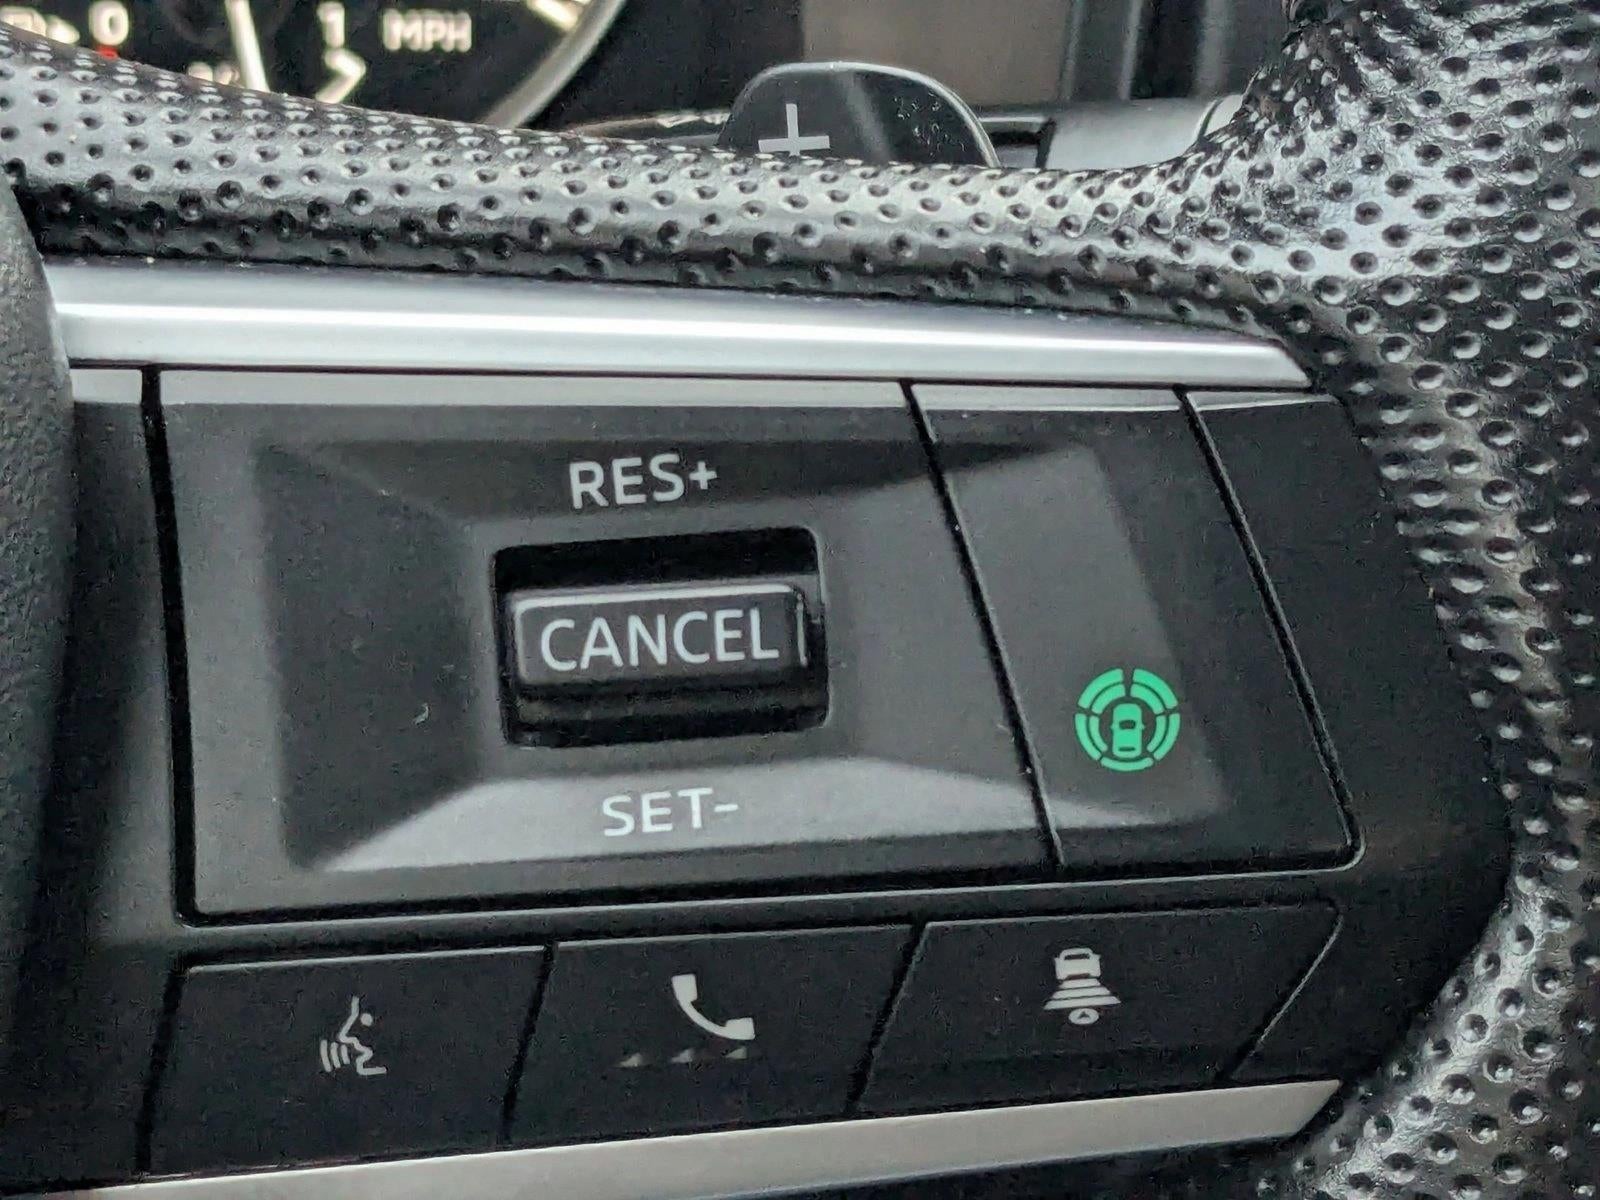 0 1 MPH
+
RES+
CANCEL
SET-